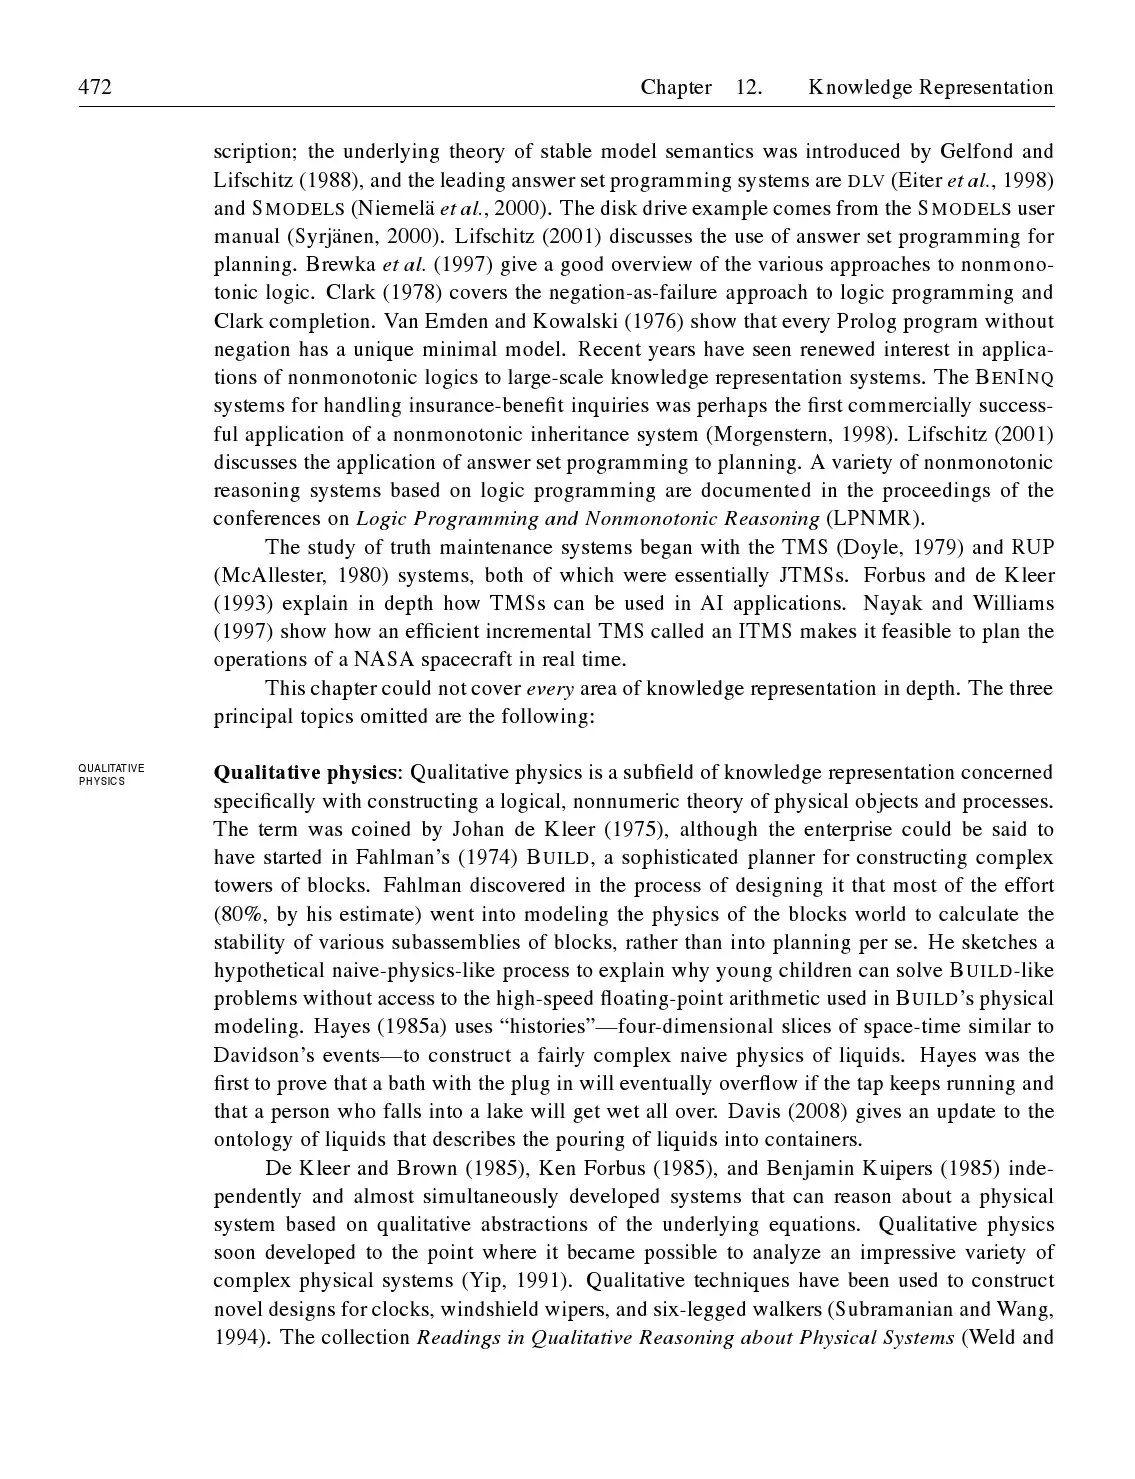 472 Chapter 12. Knowledge Representation
scription; the underlying theory of stable model semantics was introduced by Gelfond and
Lifschitz (1988), and the leading answer set programming systems are DLV (Eiter et al., 1998)
and SMODELS (Niemelä et al., 2000). The disk drive example comes from the SMODELS user
manual (Syrjänen, 2000). Lifschitz (2001) discusses the use of answer set programming for
planning. Brewka et al. (1997) give a good overview of the various approaches to nonmono-
tonic logic. Clark (1978) covers the negation-as-failure approach to logic programming and
Clark completion. Van Emden and Kowalski (1976) show that every Prolog program without
negation has a unique minimal model. Recent years have seen renewed interest in applica-
tions of nonmonotonic logics to large-scale knowledge representation systems. The BENINQ
systems for handling insurance-benefit inquiries was perhaps the first commercially success-
ful application of a nonmonotonic inheritance system (Morgenstern, 1998). Lifschitz (2001)
discusses the application of answer set programming to planning. A variety of nonmonotonic
reasoning systems based on logic programming are documented in the proceedings of the
conferences on Logic Programming and Nonmonotonic Reasoning (LPNMR).
The study of truth maintenance systems began with the TMS (Doyle, 1979) and RUP
(McAllester, 1980) systems, both of which were essentially JTMSs. Forbus and de Kleer
(1993) explain in depth how TMSs can be used in AI applications. Nayak and Williams
(1997) show how an efficient incremental TMS called an ITMS makes it feasible to plan the
operations of a NASA spacecraft in real time.
This chapter could not cover every area of knowledge representation in depth. The three
principal topics omitted are the following:
QUALITATIVE
PHYSICS
Qualitative physics: Qualitative physics is a subfield of knowledge representation concerned
specifically with constructing a logical, nonnumeric theory of physical objects and processes.
The term was coined by Johan de Kleer (1975), although the enterprise could be said to
have started in Fahlman's (1974) BUILD, a sophisticated planner for constructing complex
towers of blocks. Fahlman discovered in the process of designing it that most of the effort
(80%, by his estimate) went into modeling the physics of the blocks world to calculate the
stability of various subassemblies of blocks, rather than into planning per se. He sketches a
hypothetical naive-physics-like process to explain why young children can solve BUILD-like
problems without access to the high-speed floating-point arithmetic used in BUILD's physical
modeling. Hayes (1985a) uses “histories”—four-dimensional slices of space-time similar to
Davidson's events—to construct a fairly complex naive physics of liquids. Hayes was the
first to prove that a bath with the plug in will eventually overflow if the tap keeps running and
that a person who falls into a lake will get wet all over. Davis (2008) gives an update to the
ontology of liquids that describes the pouring of liquids into containers.
De Kleer and Brown (1985), Ken Forbus (1985), and Benjamin Kuipers (1985) inde-
pendently and almost simultaneously developed systems that can reason about a physical
system based on qualitative abstractions of the underlying equations. Qualitative physics
soon developed to the point where it became possible to analyze an impressive variety of
complex physical systems (Yip, 1991). Qualitative techniques have been used to construct
novel designs for clocks, windshield wipers, and six-legged walkers (Subramanian and Wang,
1994). The collection Readings in Qualitative Reasoning about Physical Systems (Weld and